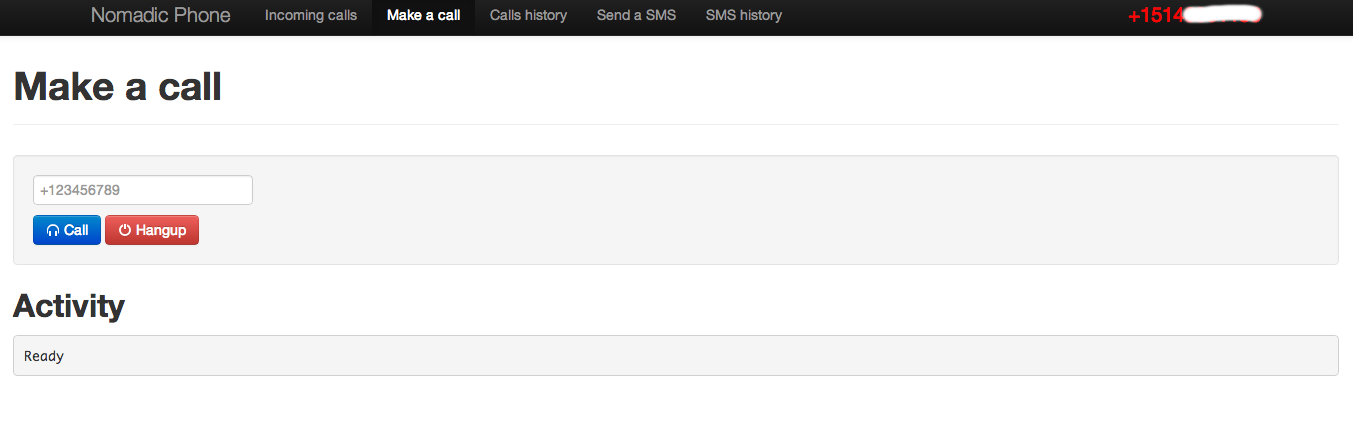 Nomadic Phone Incoming calls Make a call Calls history Send a SMS SMS history +1514
Make a call
+123456789
Call Hangup
Activity
Ready